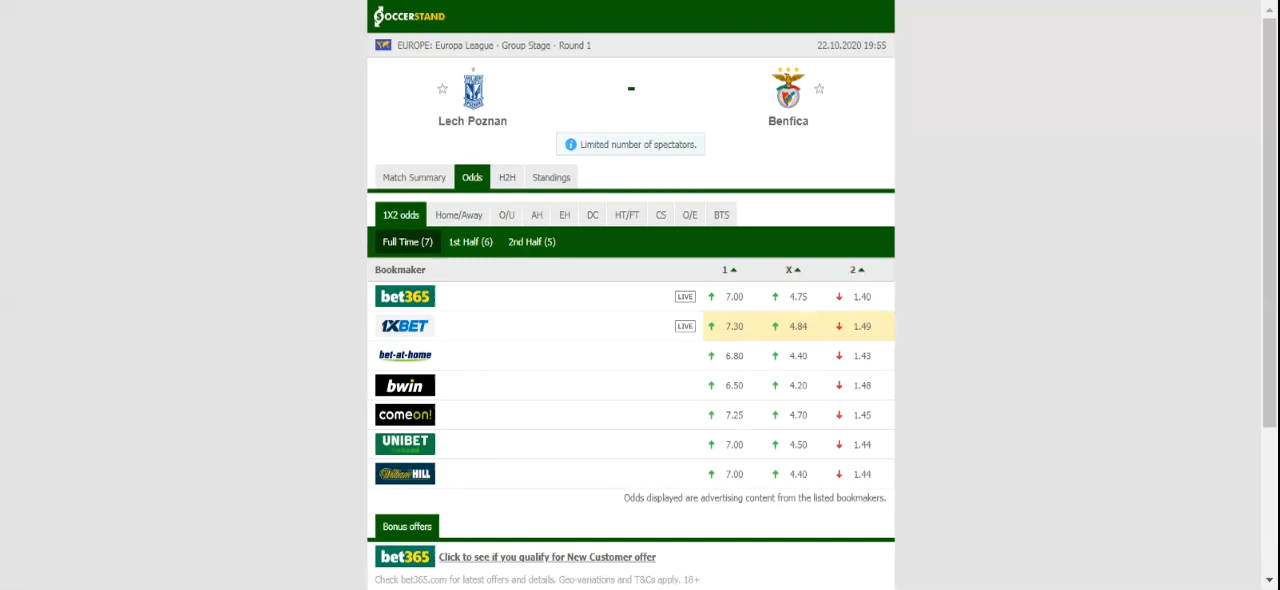 SOCCERSTAND
EUROPE: Europa League - Group Stage - Round 1 22.10.2020 19:55
-
Lech Poznan Benfica
Limited number of spectators.
Match Summary Odds H2H Standings
1X2 odds Home/Away O/U AH EH DC HT/FT CS O/E BTS
Full Time (7) 1st Half (6) 2nd Half (5)
Bookmaker 1 X 2
bet365 LIVE 7.00 4.75 1.40
1XBET LIVE 7.30 4.84 1.49
bet-at-home 6.80 4.40 1.43
bwin 6.50 4.20 1.48
comeon! 7.25 4.70 1.45
UNIBET 7.00 4.50 1.44
William HILL 7.00 4.40 1.44
Odds displayed are advertising content from the listed bookmakers.
Bonus offers
bet365 Click to see if you qualify for New Customer offer
Check bet365.com for latest offers and details. Geo-variations and T&Cs apply. 18+